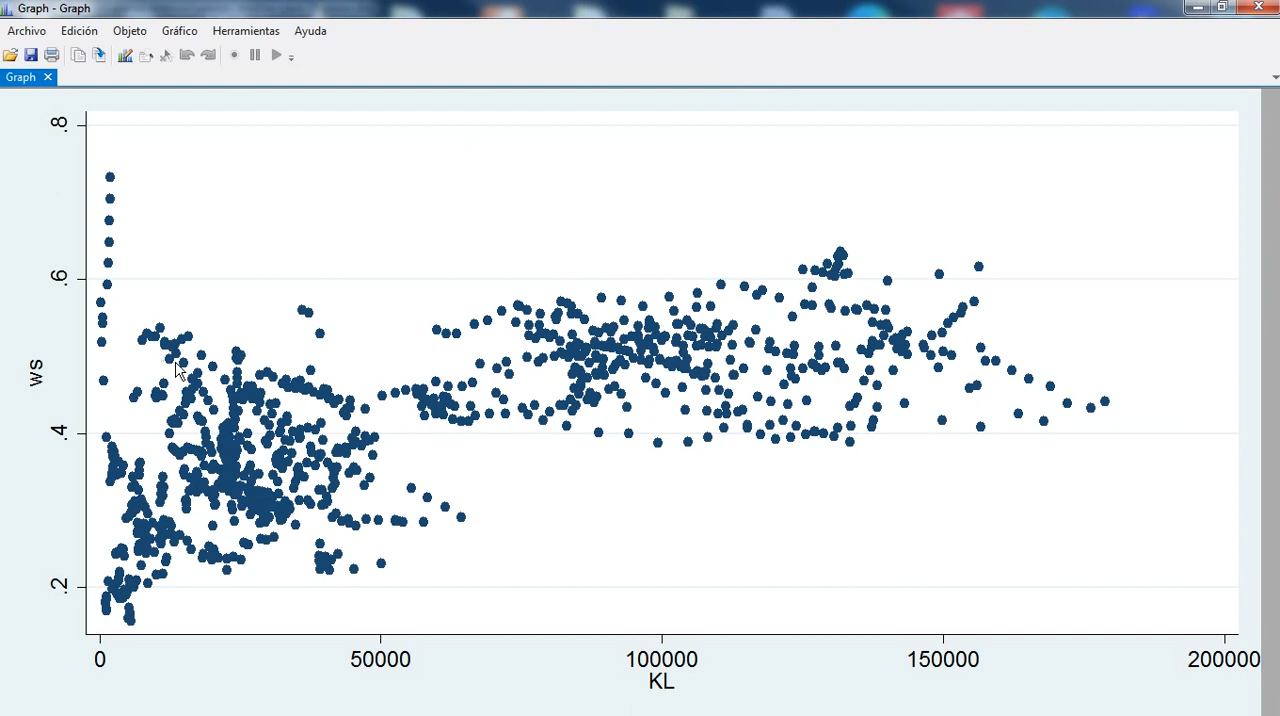 Graph - Graph
Archivo Edición Objeto Gráfico Herramientas Ayuda
Graph
.8
.6
.4
.2
ws
0 50000 100000 150000 200000
KL